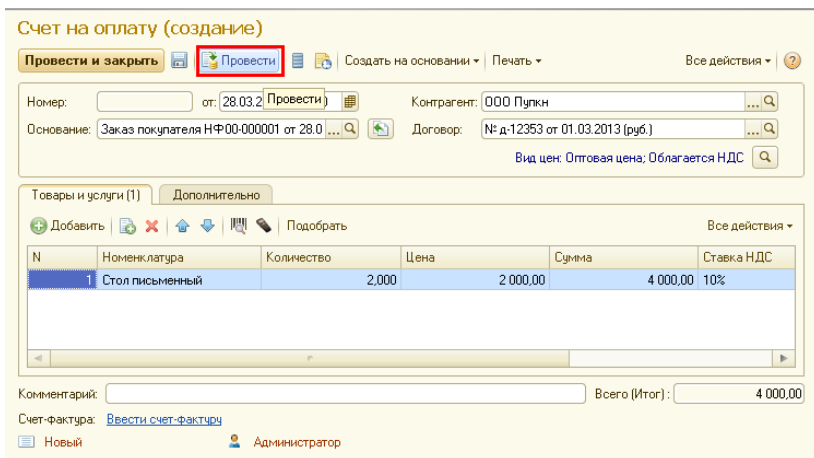 Счет на оплату (создание)
Провести и закрыть Провести Создать на основании Печать Все действия ?
Номер: от: 28.03.2 Провести ) Контрагент: ООО Пупкн ...
Основание: Заказ покупателя НФ00-000001 от 28.0 ... Договор: № д-12353 от 01.03.2013 (руб.) ...
Вид цен: Оптовая цена; Облагается НДС
Товары и услуги (1) Дополнительно
Добавить Подобрать Все действия
N Номенклатура Количество Цена Сумма Ставка НДС
1 Стол письменный 2,000 2 000,00 4 000,00 10%
Комментарий: Всего (Итог) : 4 000,00
Счет-фактура: Ввести счет-фактуру
Новый Администратор